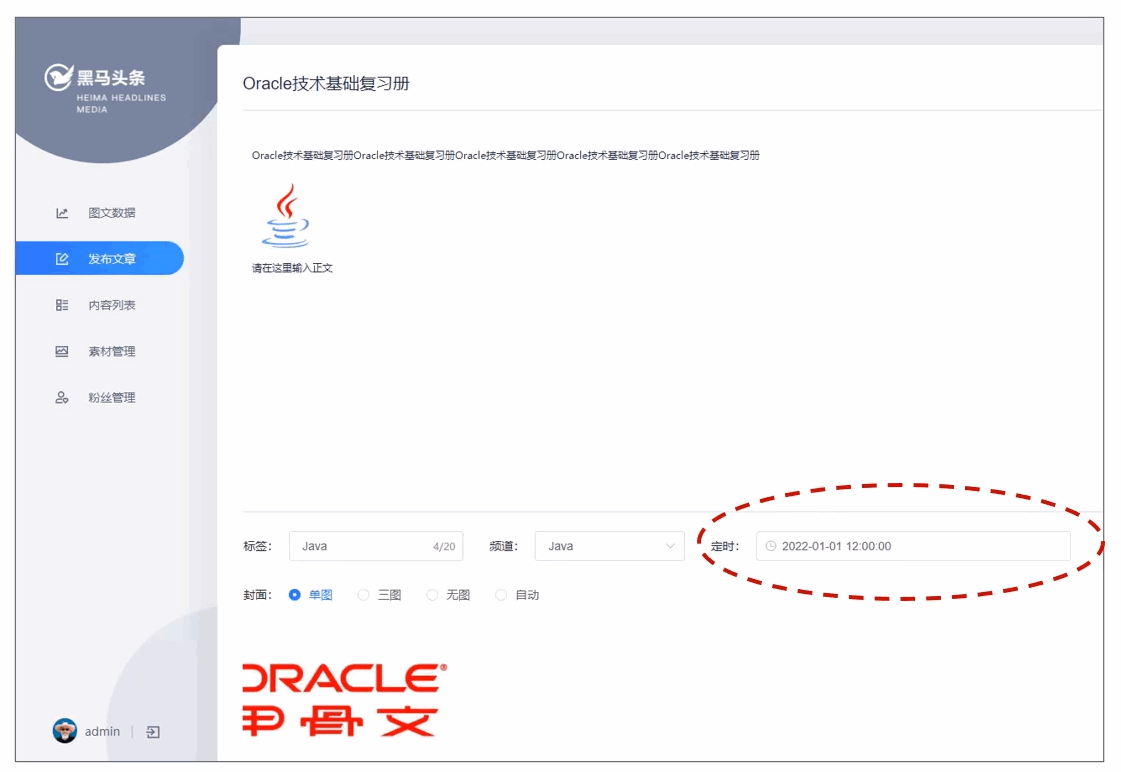 黑马头条
HEIMA HEADLINES
MEDIA
图文数据
发布文章
内容列表
素材管理
粉丝管理
admin
Oracle技术基础复习册
Oracle技术基础复习册Oracle技术基础复习册Oracle技术基础复习册Oracle技术基础复习册Oracle技术基础复习册
请在这里输入正文
标签： Java 4/20 频道： Java 定时： 2022-01-01 12:00:00
封面： 单图 三图 无图 自动
ORACLE®
甲骨文